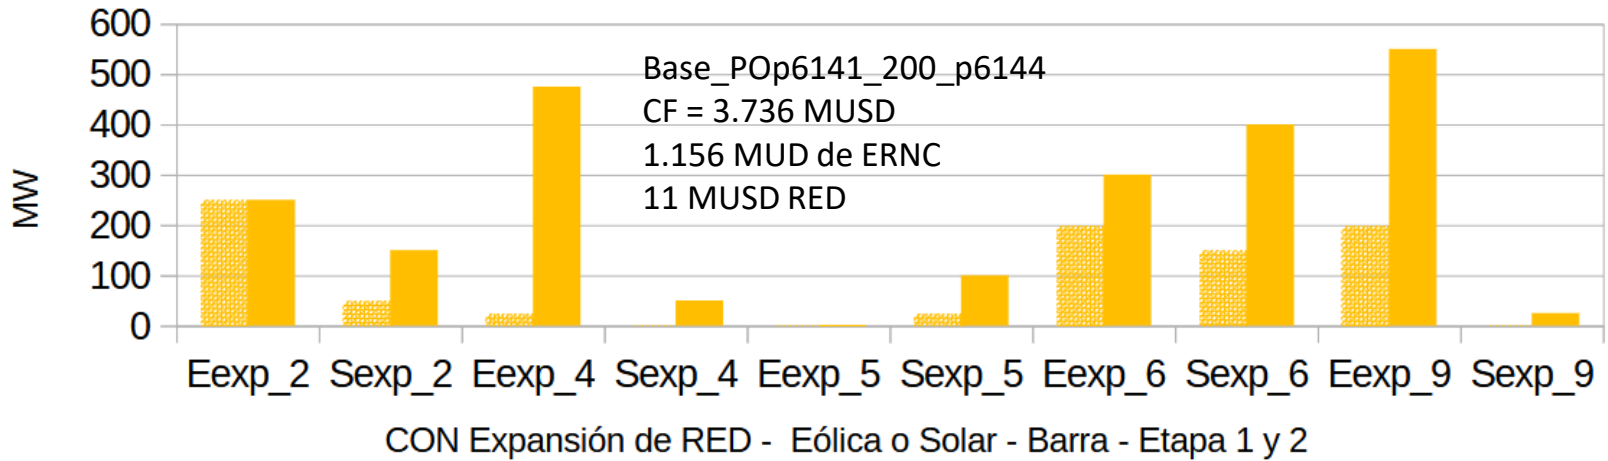 600
500
400
300
200
100
0
MW
Base_POp6141_200_p6144
CF = 3.736 MUSD
1.156 MUD de ERNC
11 MUSD RED
Eexp_2 Sexp_2 Eexp_4 Sexp_4 Eexp_5 Sexp_5 Eexp_6 Sexp_6 Eexp_9 Sexp_9
CON Expansión de RED - Eólica o Solar - Barra - Etapa 1 y 2